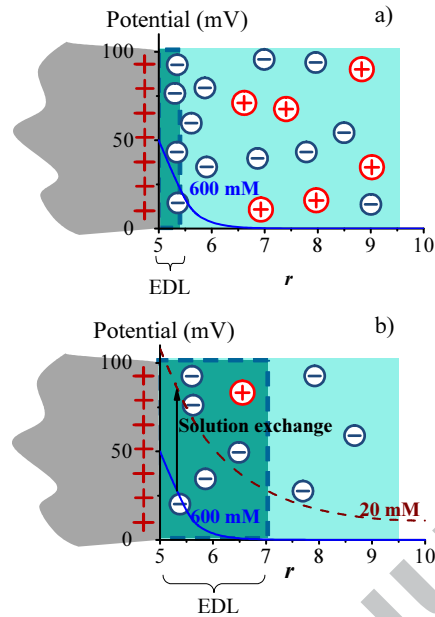 Potential (mV)
a)
100
50
0
600 mM
5 6 7 8 9 10
EDL
r
Potential (mV)
b)
100
50
0
Solution exchange
600 mM
20 mM
5 6 7 8 9 10
r
EDL